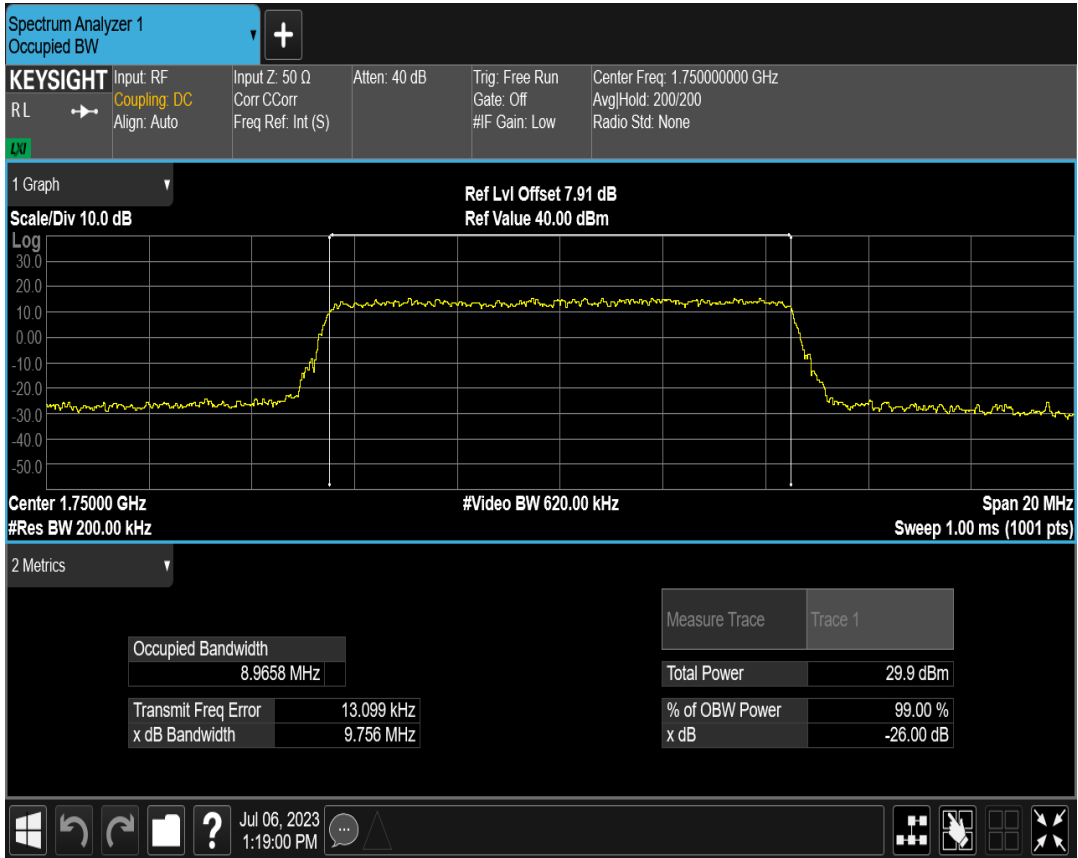 Spectrum Analyzer 1
Occupied BW
+
KEYSIGHT
RL
LXI
Input: RF
Coupling: DC
Align: Auto
Input Z: 50 Ω
Corr CCorr
Freq Ref: Int (S)
Atten: 40 dB
Trig: Free Run
Gate: Off
#IF Gain: Low
Center Freq: 1.750000000 GHz
Avg|Hold: 200/200
Radio Std: None
1 Graph
Scale/Div 10.0 dB
Ref Lvl Offset 7.91 dB
Ref Value 40.00 dBm
Log
30.0
20.0
10.0
0.00
-10.0
-20.0
-30.0
-40.0
-50.0
Center 1.75000 GHz
#Video BW 620.00 kHz
Span 20 MHz
#Res BW 200.00 kHz
Sweep 1.00 ms (1001 pts)
2 Metrics
Measure Trace Trace 1
Occupied Bandwidth
8.9658 MHz
Total Power 29.9 dBm
Transmit Freq Error 13.099 kHz
% of OBW Power 99.00 %
x dB Bandwidth 9.756 MHz
x dB -26.00 dB
?
Jul 06, 2023
1:19:00 PM